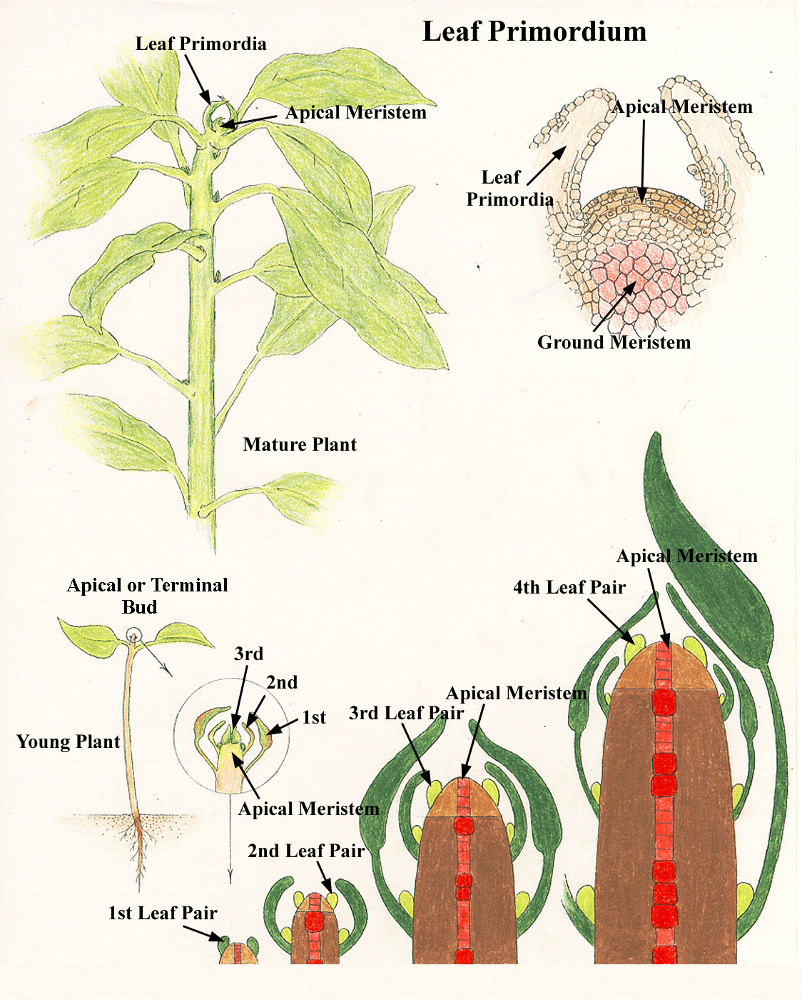 Leaf Primordium
Leaf Primordia
Apical Meristem
Apical Meristem
Leaf
Primordia
Ground Meristem
Mature Plant
Apical Meristem
4th Leaf Pair
Apical or Terminal
Bud
3rd
2nd
1st
Young Plant
Apical Meristem
Apical Meristem
3rd Leaf Pair
2nd Leaf Pair
1st Leaf Pair